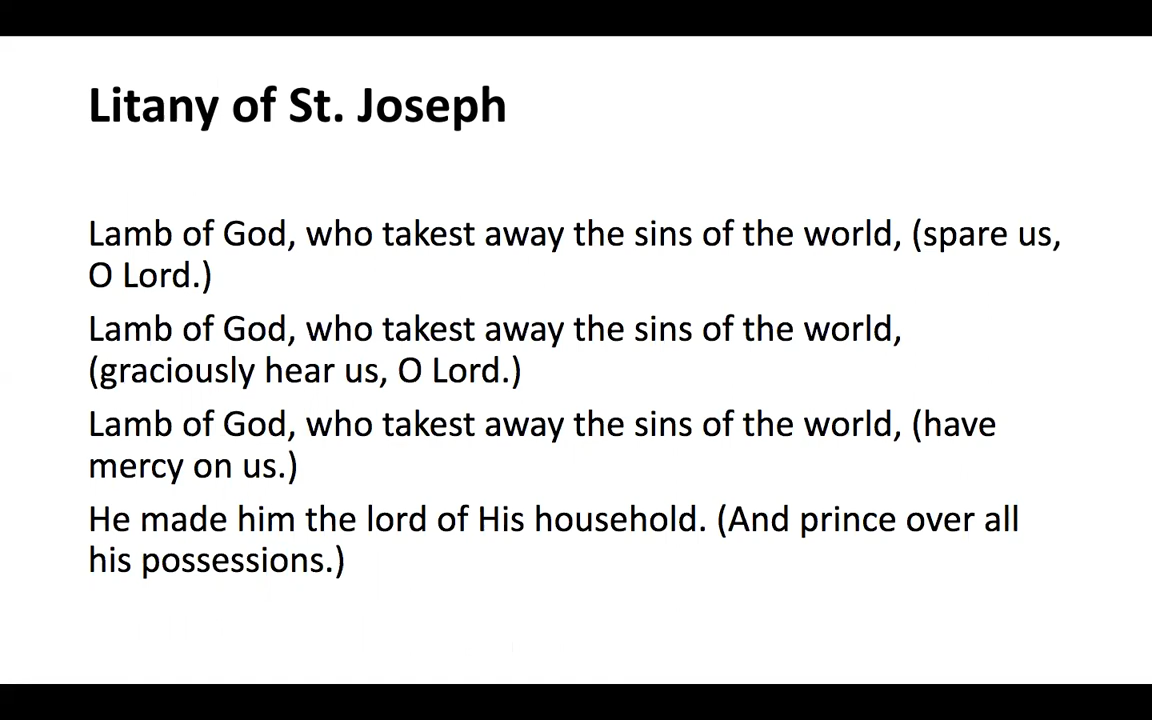 Litany of St. Joseph
Lamb of God, who takest away the sins of the world, (spare us,
O Lord.)
Lamb of God, who takest away the sins of the world,
(graciously hear us, O Lord.)
Lamb of God, who takest away the sins of the world, (have
mercy on us.)
He made him the lord of His household. (And prince over all
his possessions.)